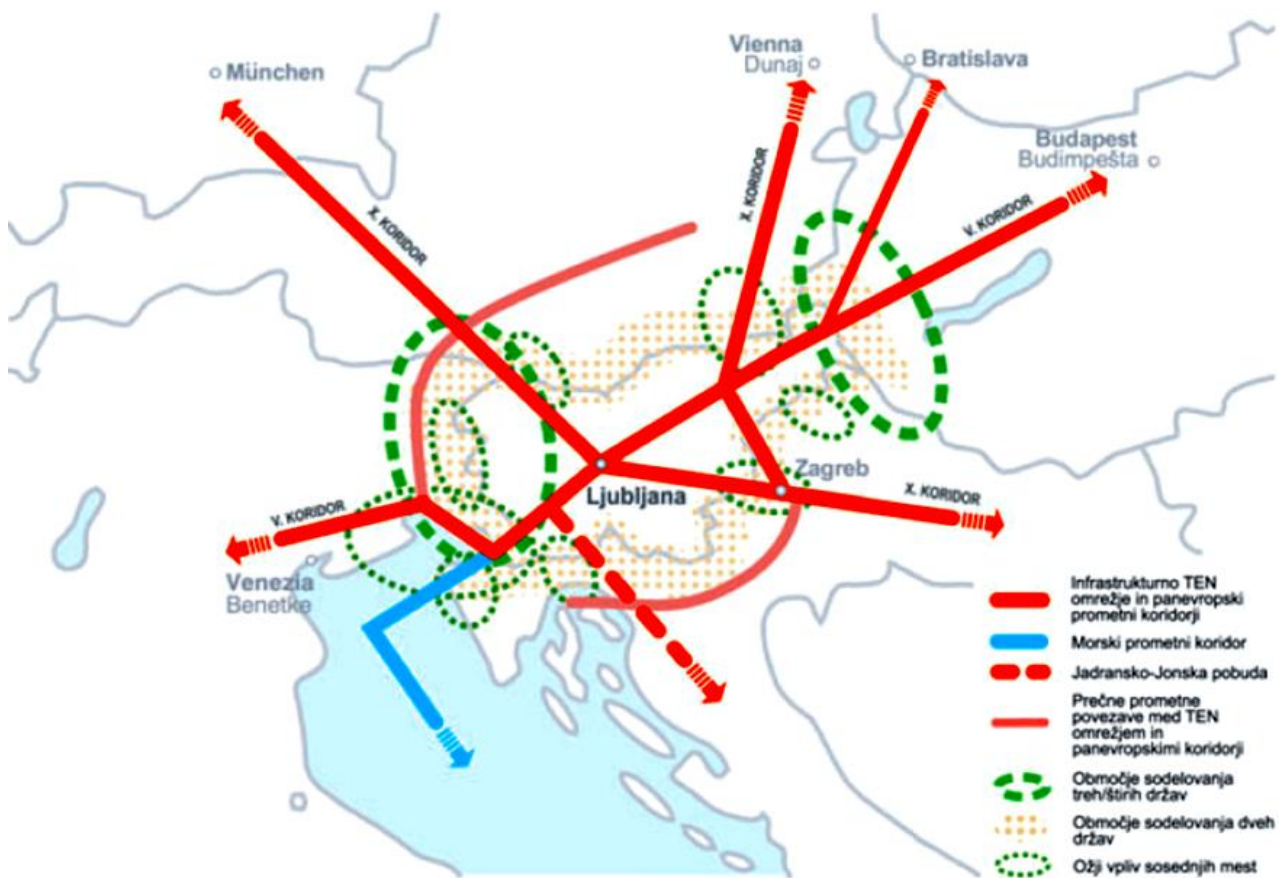 München
Vienna
Dunaj
Bratislava
Budapest
Budimpešta
X. KORIDOR
X. KORIDOR
V. KORIDOR
Zagreb
Ljubljana
X. KORIDOR
V. KORIDOR
Venezia
Benetke
Infrastrukturno TEN
omrežje in panevropski
prometni koridorji
Morski prometni koridor
Jadransko-Jonska pobuda
Prečne prometne
povezave med TEN
omrežjem in
panevropskimi koridorji
Območje sodelovanja
treh/štirih držav
Območje sodelovanja dveh
držav
Ožji vpliv sosednjih mest